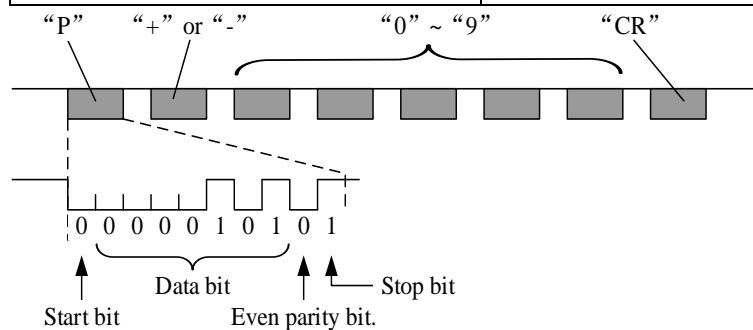 “P” “+” or “-” “0” ~ “9” “CR”
0 0 0 0 0 1 0 1 0 1
Data bit Stop bit
Start bit Even parity bit.